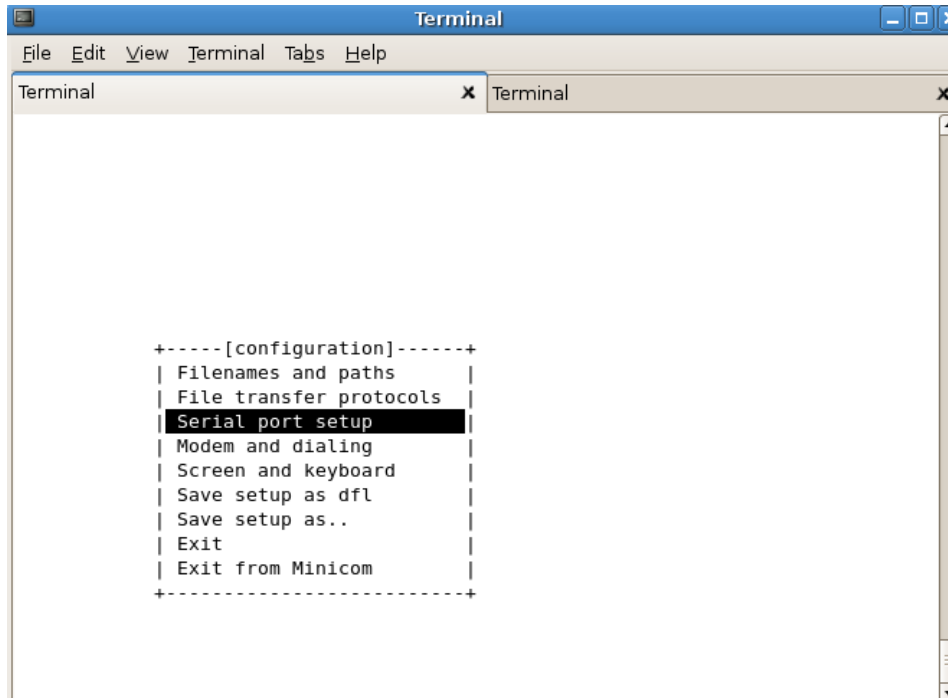 Terminal
File Edit View Terminal Tabs Help
Terminal x Terminal x
+-----[configuration]------+
| Filenames and paths |
| File transfer protocols |
| Serial port setup |
| Modem and dialing |
| Screen and keyboard |
| Save setup as dfl |
| Save setup as.. |
| Exit |
| Exit from Minicom |
+--------------------------+